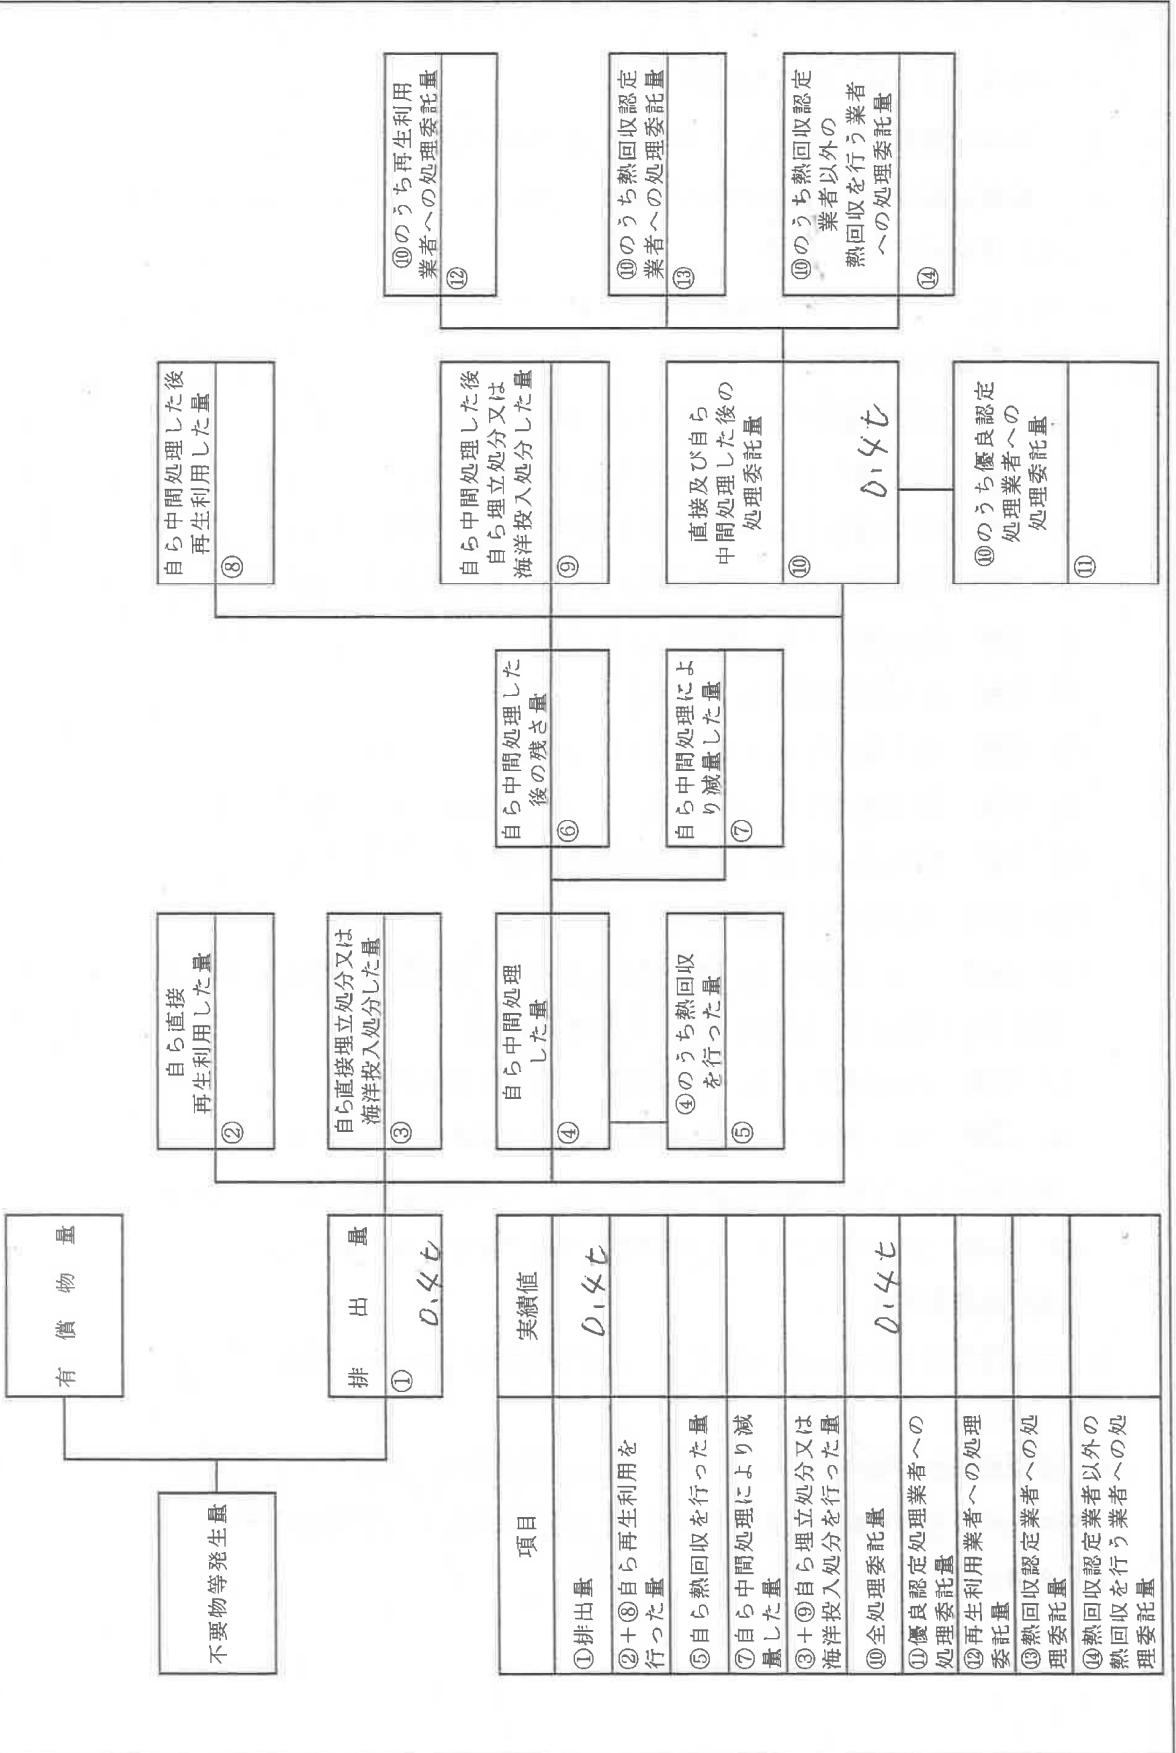 有償物量
不要物等発生量
排出量
①
0.4t
自ら直接
再生利用した量
②
自ら直接埋立処分又は
海洋投入処分した量
③
自ら中間処理
した量
④
④のうち熱回収
を行った量
⑤
自ら中間処理した
後の残さ量
⑥
自ら中間処理によ
り減量した量
⑦
自ら中間処理した後
再生利用した量
⑧
自ら中間処理した後
自ら埋立処分又は
海洋投入処分した量
⑨
直接及び自ら
中間処理した後の
処理委託量
⑩
0.4t
⑩のうち優良認定
処理業者への
処理委託量
⑪
⑩のうち再生利用
業者への処理委託量
⑫
⑩のうち熱回収認定
業者への処理委託量
⑬
⑩のうち熱回収認定
業者以外の
熱回収を行う業者
への処理委託量
⑭
項目 実績値
①排出量 0.4t
②+⑧自ら再生利用を
行った量
⑤自ら熱回収を行った量
⑦自ら中間処理により減
量した量
③+⑨自ら埋立処分又は
海洋投入処分を行った量
⑩全処理委託量 0.4t
⑪優良認定処理業者への
処理委託量
⑫再生利用業者への処理
委託量
⑬熱回収認定業者への処
理委託量
⑭熱回収認定業者以外の
熱回収を行う業者への処
理委託量